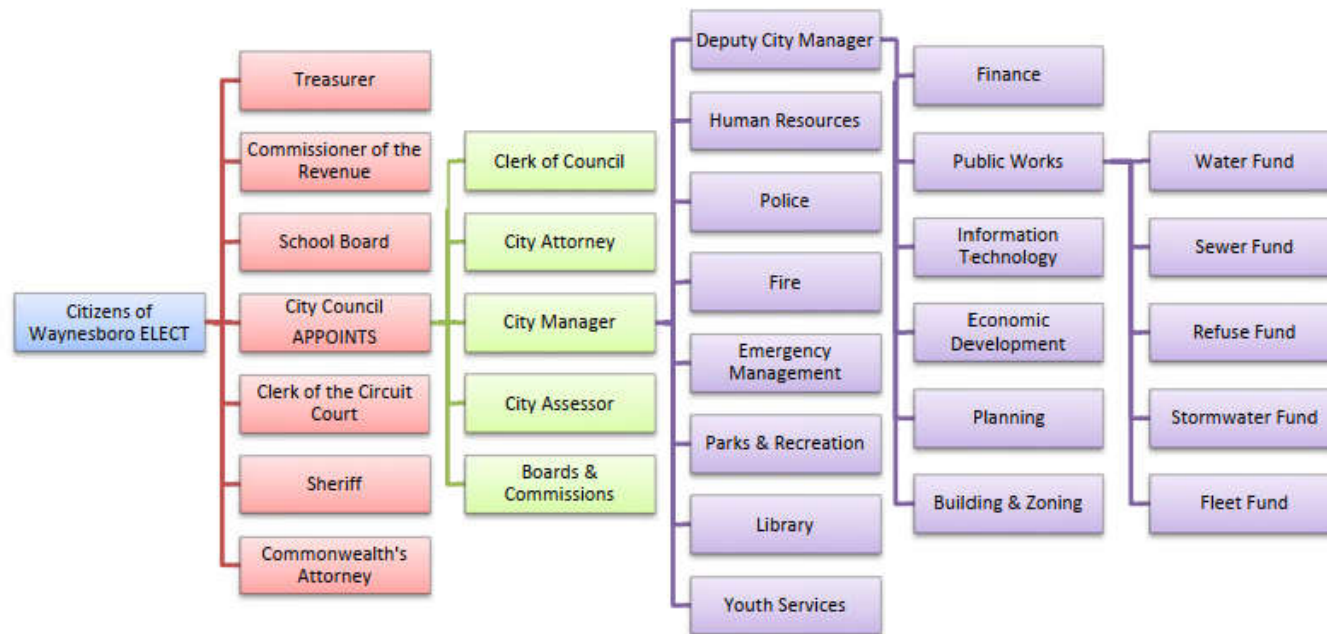 Citizens of
Waynesboro ELECT
Treasurer
Commissioner of the
Revenue
School Board
City Council
APPOINTS
Clerk of the Circuit
Court
Sheriff
Commonwealth's
Attorney
Clerk of Council
City Attorney
City Manager
City Assessor
Boards &
Commissions
Deputy City Manager
Human Resources
Police
Fire
Emergency
Management
Parks & Recreation
Library
Youth Services
Finance
Public Works
Information
Technology
Economic
Development
Planning
Building & Zoning
Water Fund
Sewer Fund
Refuse Fund
Stormwater Fund
Fleet Fund